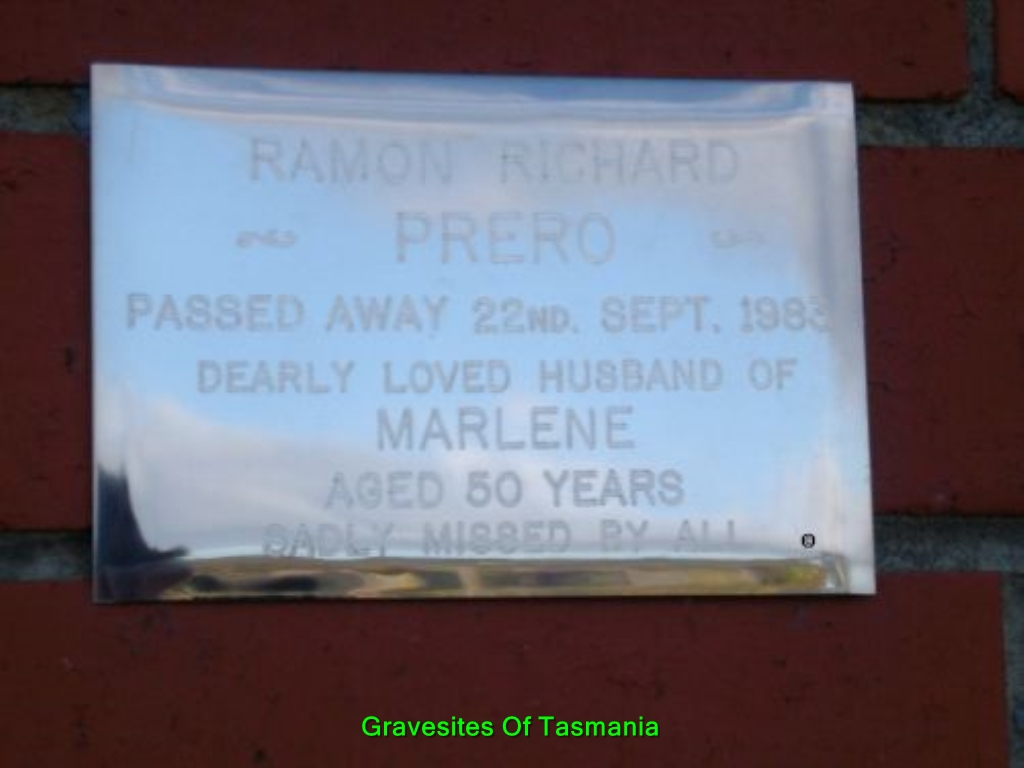 RAMON RICHARD
PRERO
PASSED AWAY 22ND. SEPT. 1983
DEARLY LOVED HUSBAND OF
MARLENE
AGED 50 YEARS
SADLY MISSED BY ALL
Gravesites Of Tasmania